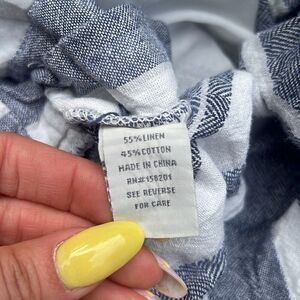 55% LINEN
45% COTTON
MADE IN CHINA
RN#158201
SEE REVERSE
FOR CARE